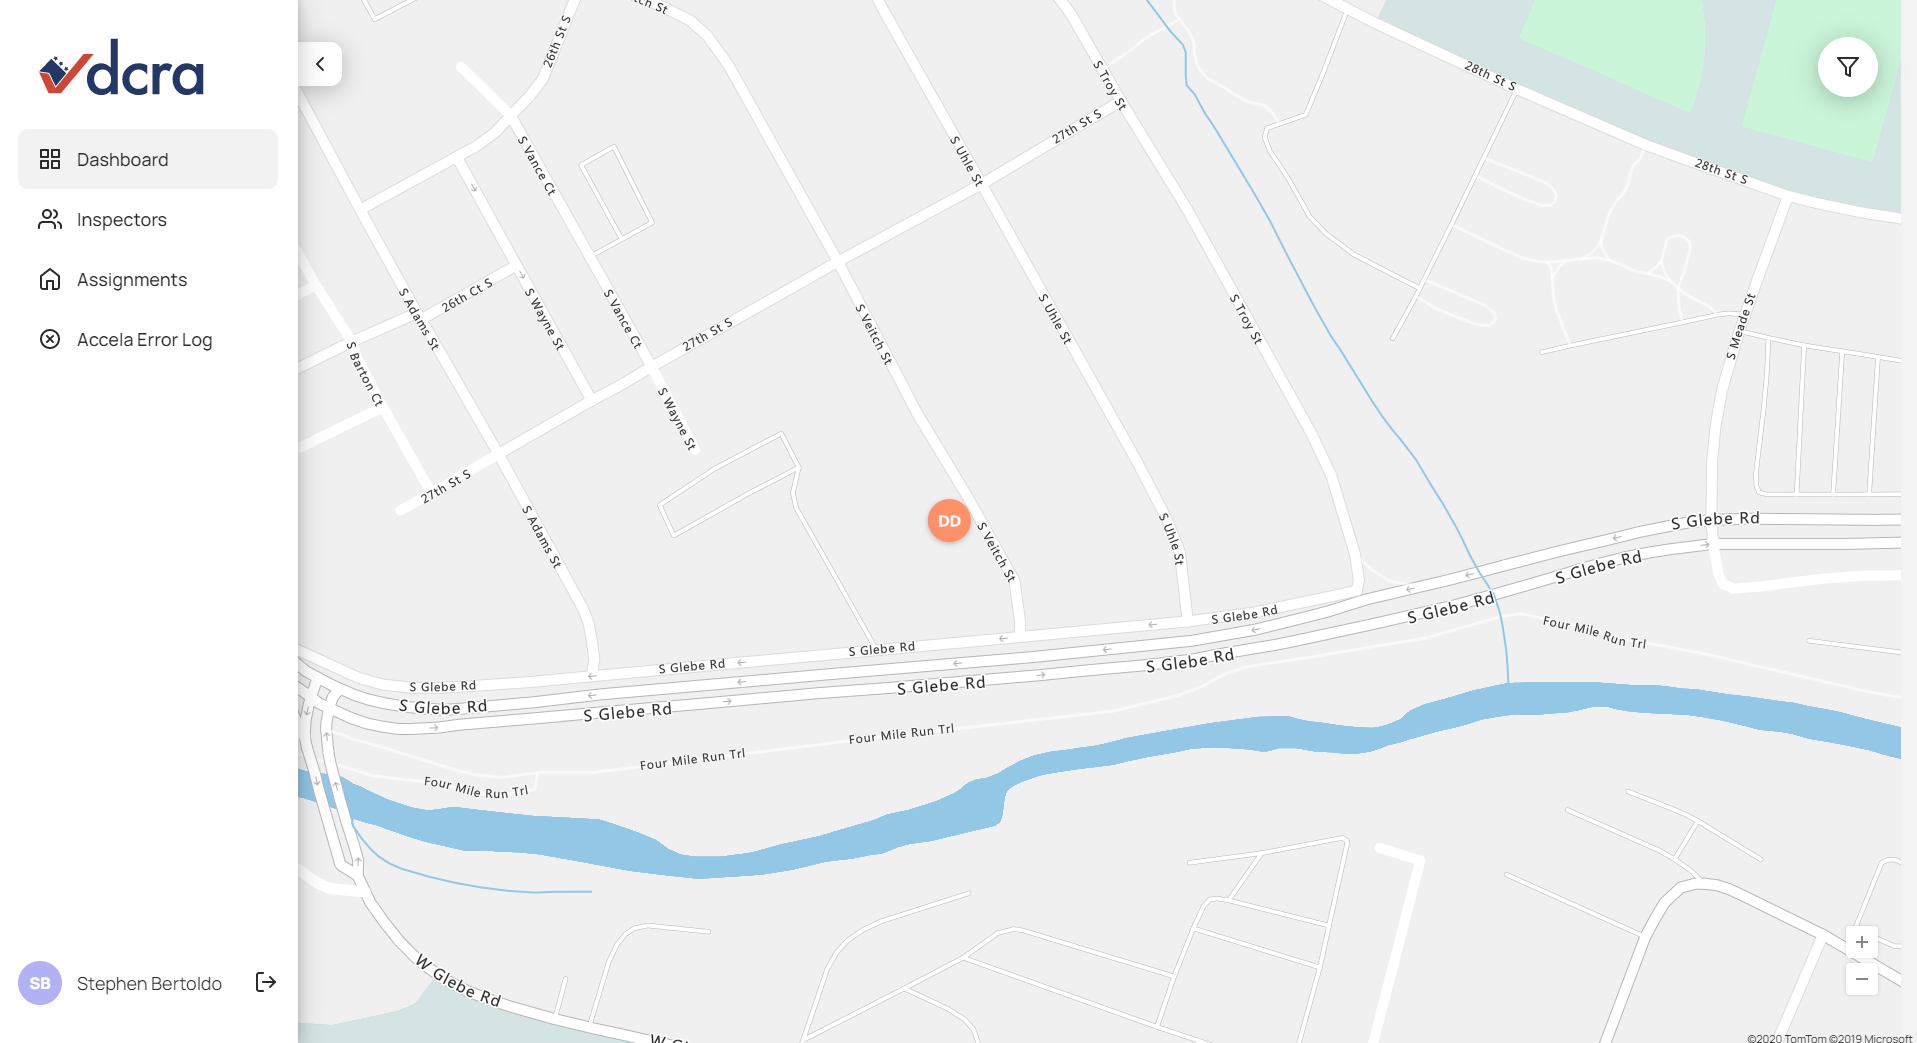 dcra
Dashboard
Inspectors
Assignments
Accela Error Log
SB
Stephen Bertoldo
26th St S
S Troy St
28th St S
27th St S
S Uhle St
S Vance Ct
28th St S
26th Ct S
S Adams St
S Wayne St
S Vance Ct
27th St S
S Veitch St
S Uhle St
S Troy St
S Meade St
S Barton Ct
S Wayne St
27th St S
S Adams St
DD
S Veitch St
S Uhle St
S Glebe Rd
S Glebe Rd
S Glebe Rd
S Glebe Rd
Four Mile Run Trl
S Glebe Rd
S Glebe Rd
S Glebe Rd
S Glebe Rd
S Glebe Rd
S Glebe Rd
S Glebe Rd
Four Mile Run Trl
Four Mile Run Trl
Four Mile Run Trl
W Glebe Rd
©2020 TomTom ©2019 Microsoft